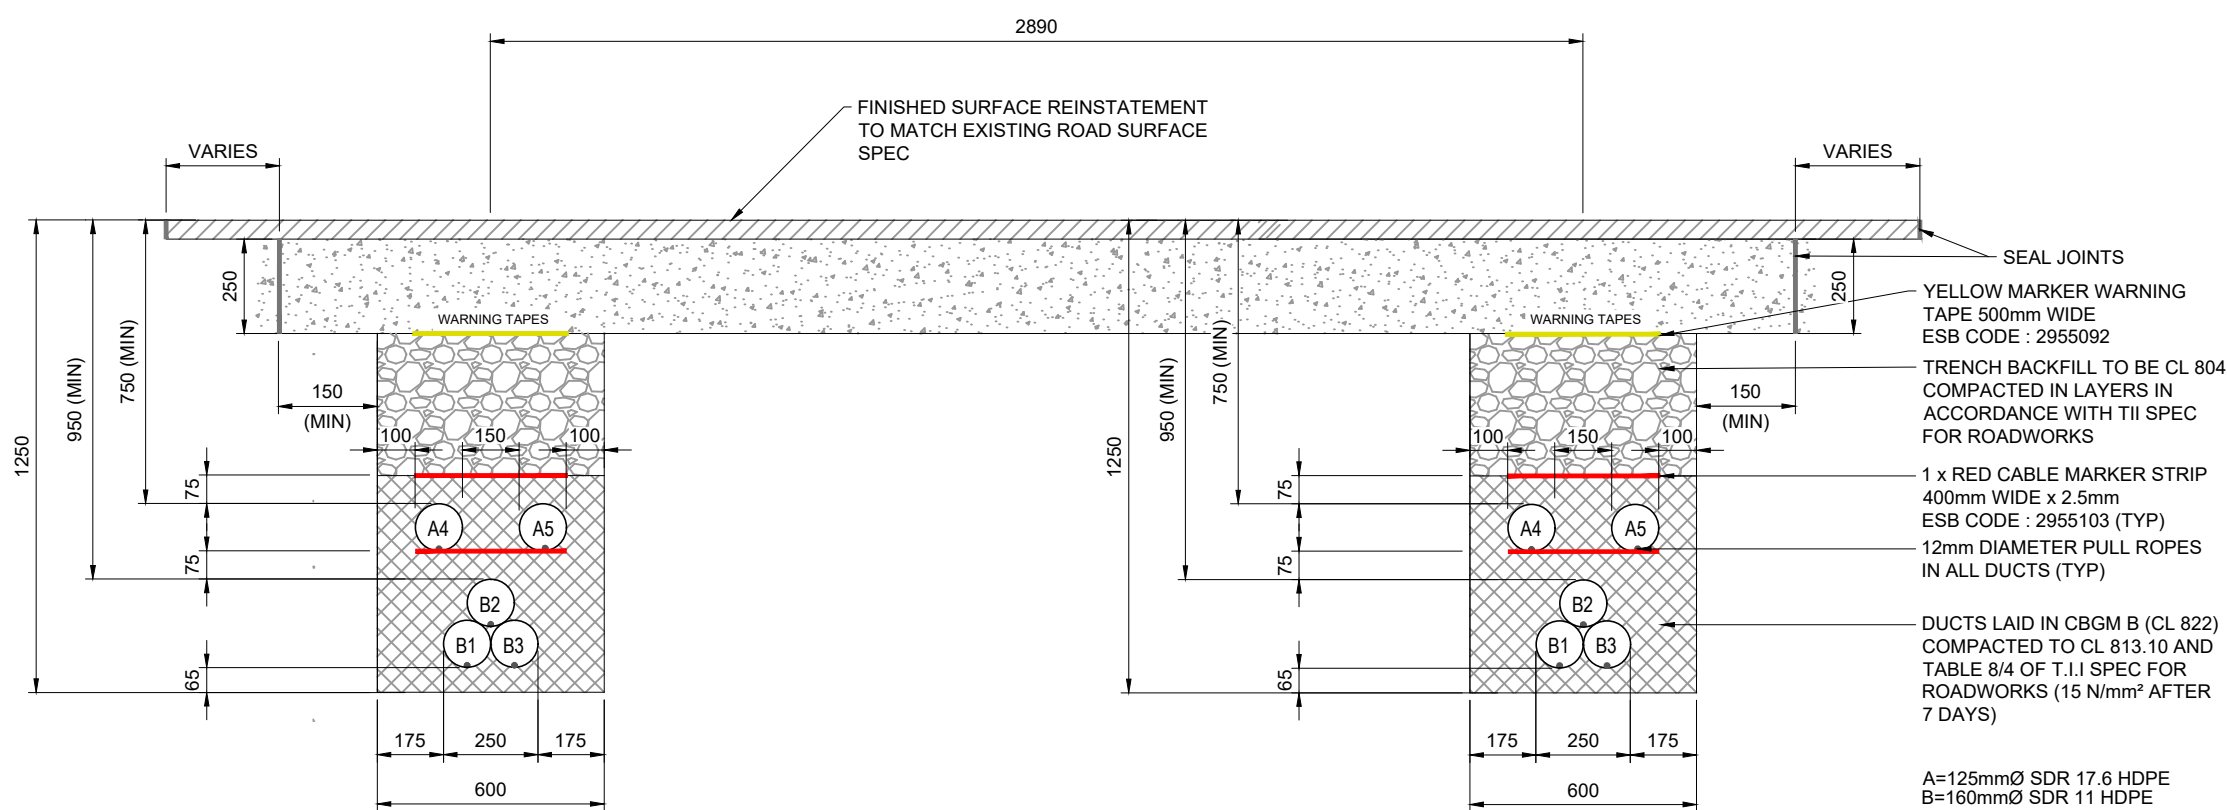 2890
FINISHED SURFACE REINSTATEMENT
TO MATCH EXISTING ROAD SURFACE
SPEC
VARIES
VARIES
SEAL JOINTS
YELLOW MARKER WARNING
TAPE 500mm WIDE
ESB CODE : 2955092
TRENCH BACKFILL TO BE CL 804
COMPACTED IN LAYERS IN
ACCORDANCE WITH TII SPEC
FOR ROADWORKS
1 x RED CABLE MARKER STRIP
400mm WIDE x 2.5mm
ESB CODE : 2955103 (TYP)
12mm DIAMETER PULL ROPES
IN ALL DUCTS (TYP)
DUCTS LAID IN CBGM B (CL 822)
COMPACTED TO CL 813.10 AND
TABLE 8/4 OF T.I.I SPEC FOR
ROADWORKS (15 N/mm² AFTER
7 DAYS)
A=125mmØ SDR 17.6 HDPE
B=160mmØ SDR 11 HDPE
1250
950 (MIN)
750 (MIN)
250
WARNING TAPES
150
(MIN)
100
150
100
75
A4
A5
75
B2
B1
B3
65
175
250
175
600
1250
950 (MIN)
750 (MIN)
250
WARNING TAPES
150
(MIN)
100
150
100
75
A4
A5
75
B2
B1
B3
65
175
250
175
600